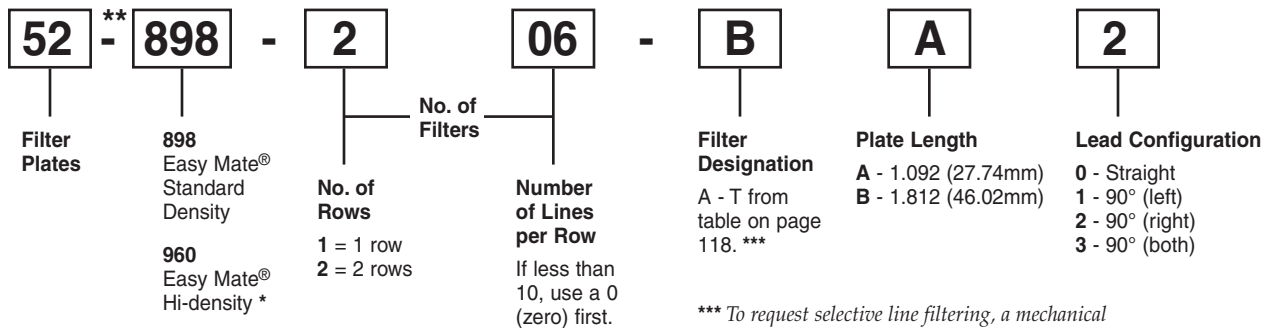 52 -** 898 - 2 06 - B A 2
No. of
Filters
Filter
Plates
898
Easy Mate®
Standard
Density
960
Easy Mate®
Hi-density *
No. of
Rows
1 = 1 row
2 = 2 rows
Number
of Lines
per Row
If less than
10, use a 0
(zero) first.
Filter
Designation
A - T from
table on page
118. ***
Plate Length
A - 1.092 (27.74mm)
B - 1.812 (46.02mm)
Lead Configuration
0 - Straight
1 - 90° (left)
2 - 90° (right)
3 - 90° (both)
*** To request selective line filtering, a mechanical